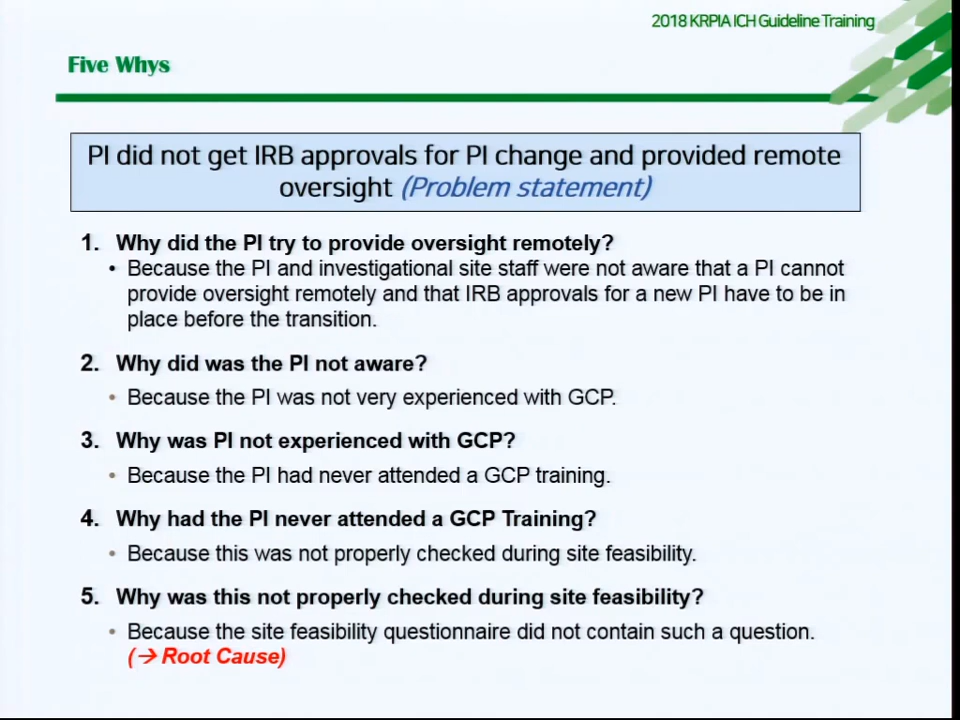 2018 KRPIA ICH Guideline Training
Five Whys
PI did not get IRB approvals for PI change and provided remote
oversight (Problem statement)
1. Why did the PI try to provide oversight remotely?
• Because the PI and investigational site staff were not aware that a PI cannot
provide oversight remotely and that IRB approvals for a new PI have to be in
place before the transition.
2. Why did was the PI not aware?
• Because the PI was not very experienced with GCP.
3. Why was PI not experienced with GCP?
• Because the PI had never attended a GCP training.
4. Why had the PI never attended a GCP Training?
• Because this was not properly checked during site feasibility.
5. Why was this not properly checked during site feasibility?
• Because the site feasibility questionnaire did not contain such a question.
(→ Root Cause)